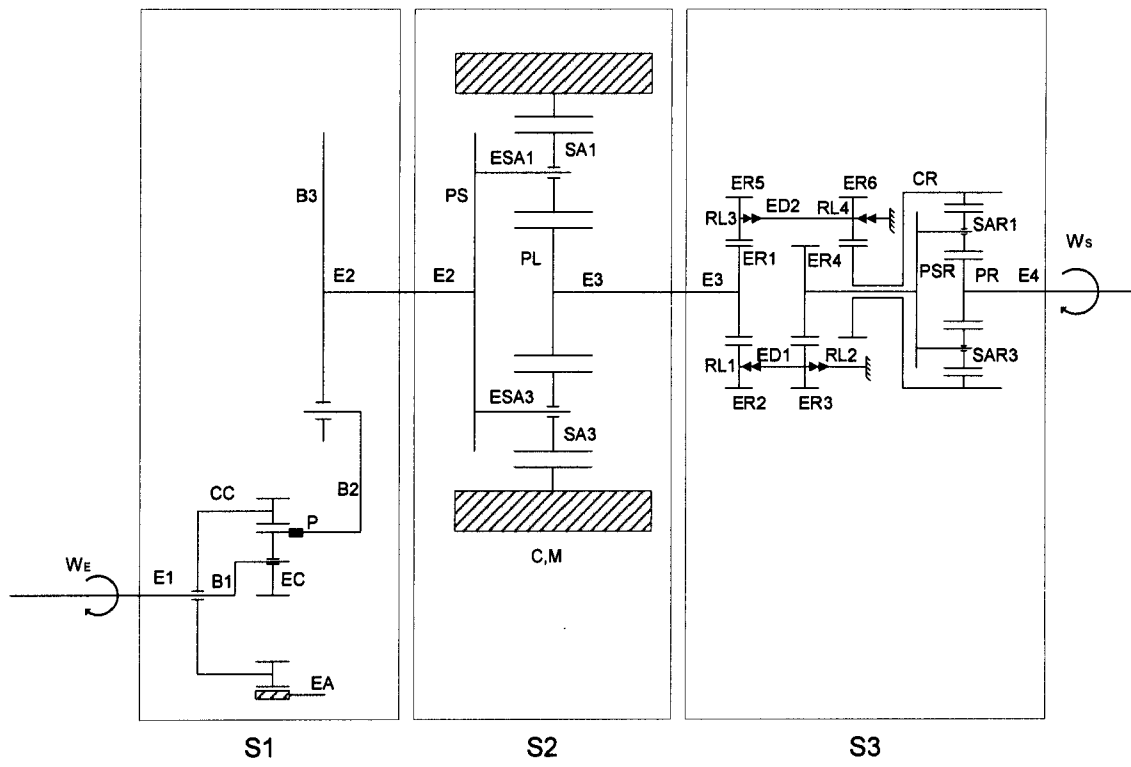 B3
E2
CC
P
B2
WE
E1
B1
EC
EA
S1
ESA1
SA1
PS
E2
PL
E3
ESA3
SA3
C,M
S2
ER5
ER6
CR
ED2
RL3
RL4
SAR1
ER1
ER4
E3
PSR
PR
E4
WS
RL1
ED1
RL2
SAR3
ER2
ER3
S3